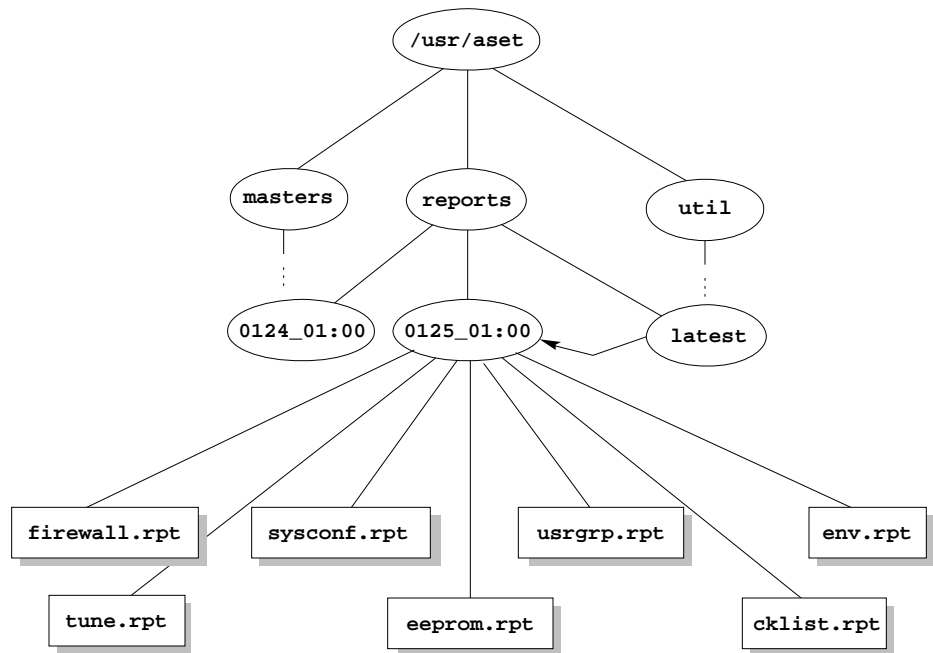 /usr/aset
masters
reports
util
0124_01:00
0125_01:00
latest
firewall.rpt
sysconf.rpt
usrgrp.rpt
env.rpt
tune.rpt
eeprom.rpt
cklist.rpt